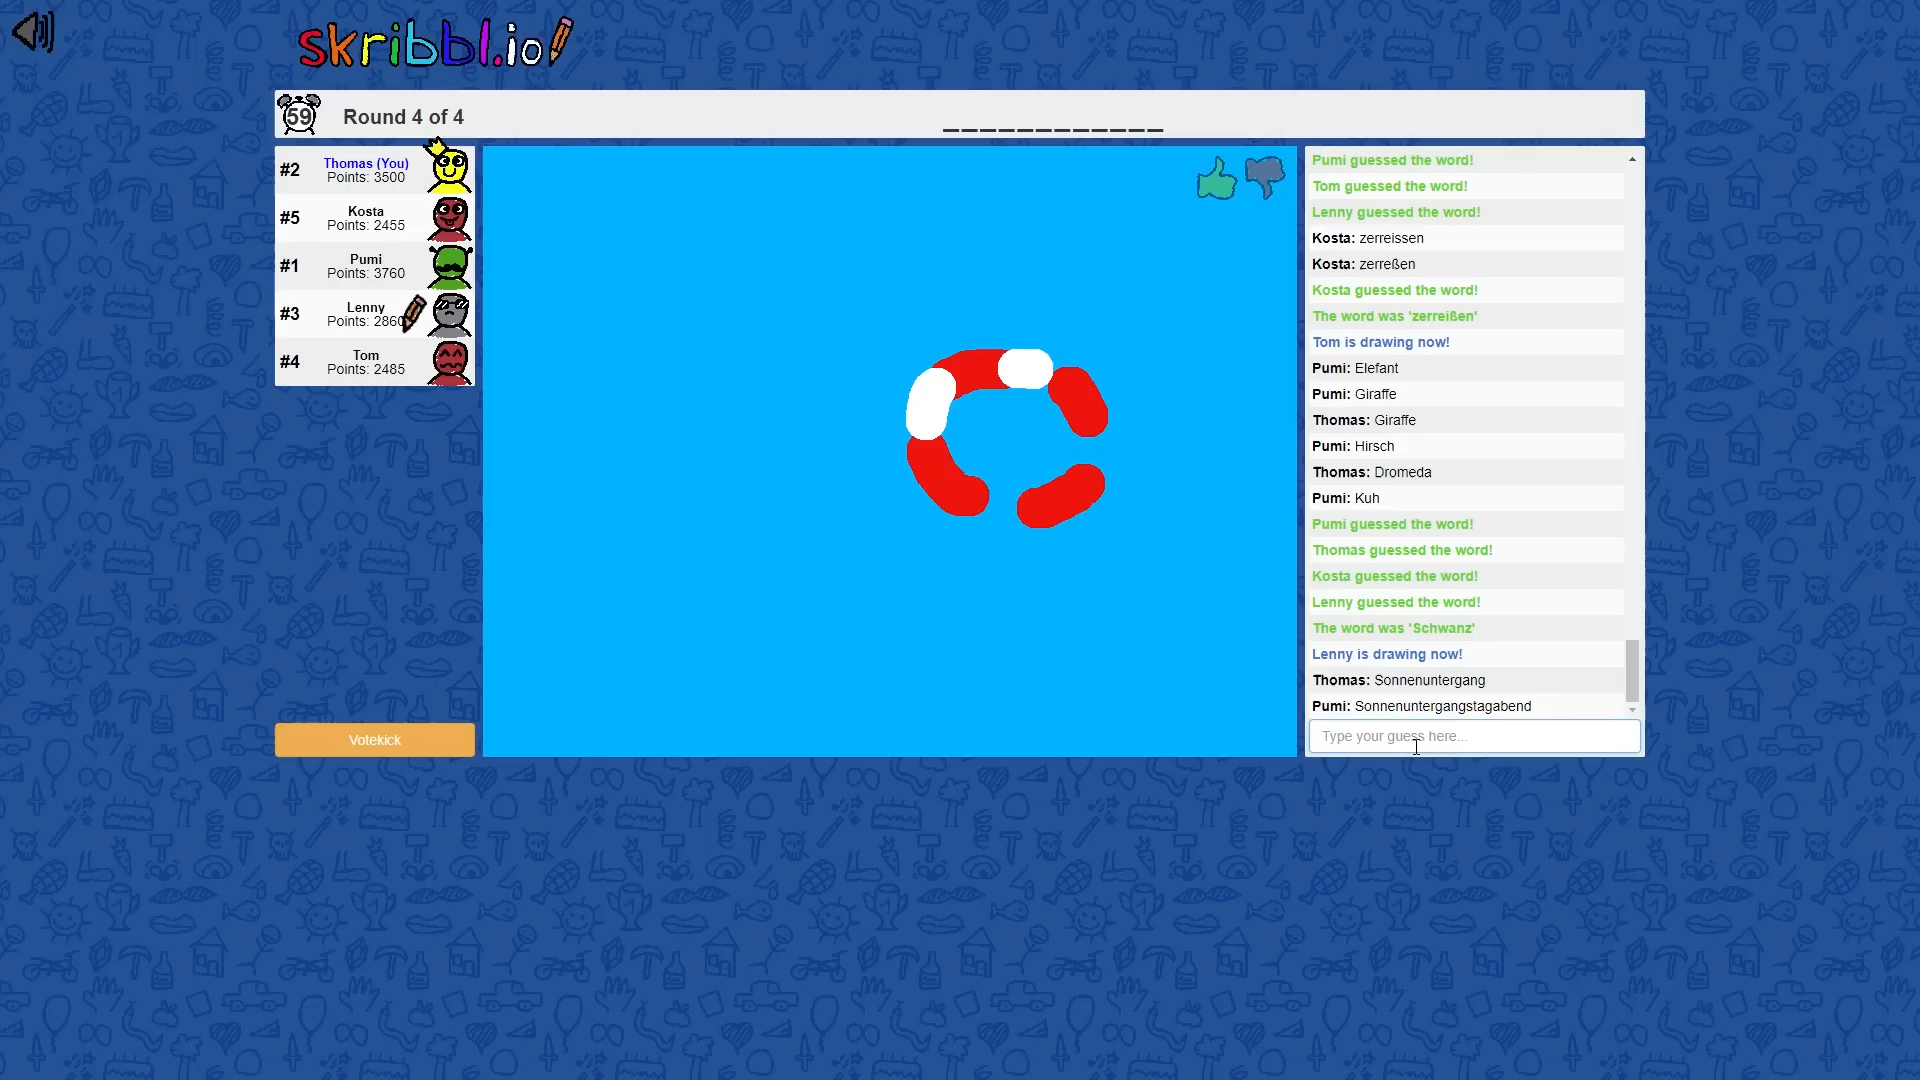 skribbl.io
59
Round 4 of 4
____________
#2
Thomas (You)
Points: 3500
#5
Kosta
Points: 2455
#1
Pumi
Points: 3760
#3
Lenny
Points: 2860
#4
Tom
Points: 2485
Votekick
Pumi guessed the word!
Tom guessed the word!
Lenny guessed the word!
Kosta: zerreissen
Kosta: zerreßen
Kosta guessed the word!
The word was 'zerreißen'
Tom is drawing now!
Pumi: Elefant
Pumi: Giraffe
Thomas: Giraffe
Pumi: Hirsch
Thomas: Dromeda
Pumi: Kuh
Pumi guessed the word!
Thomas guessed the word!
Kosta guessed the word!
Lenny guessed the word!
The word was 'Schwanz'
Lenny is drawing now!
Thomas: Sonnenuntergang
Pumi: Sonnenuntergangstagabend
Type your guess here...